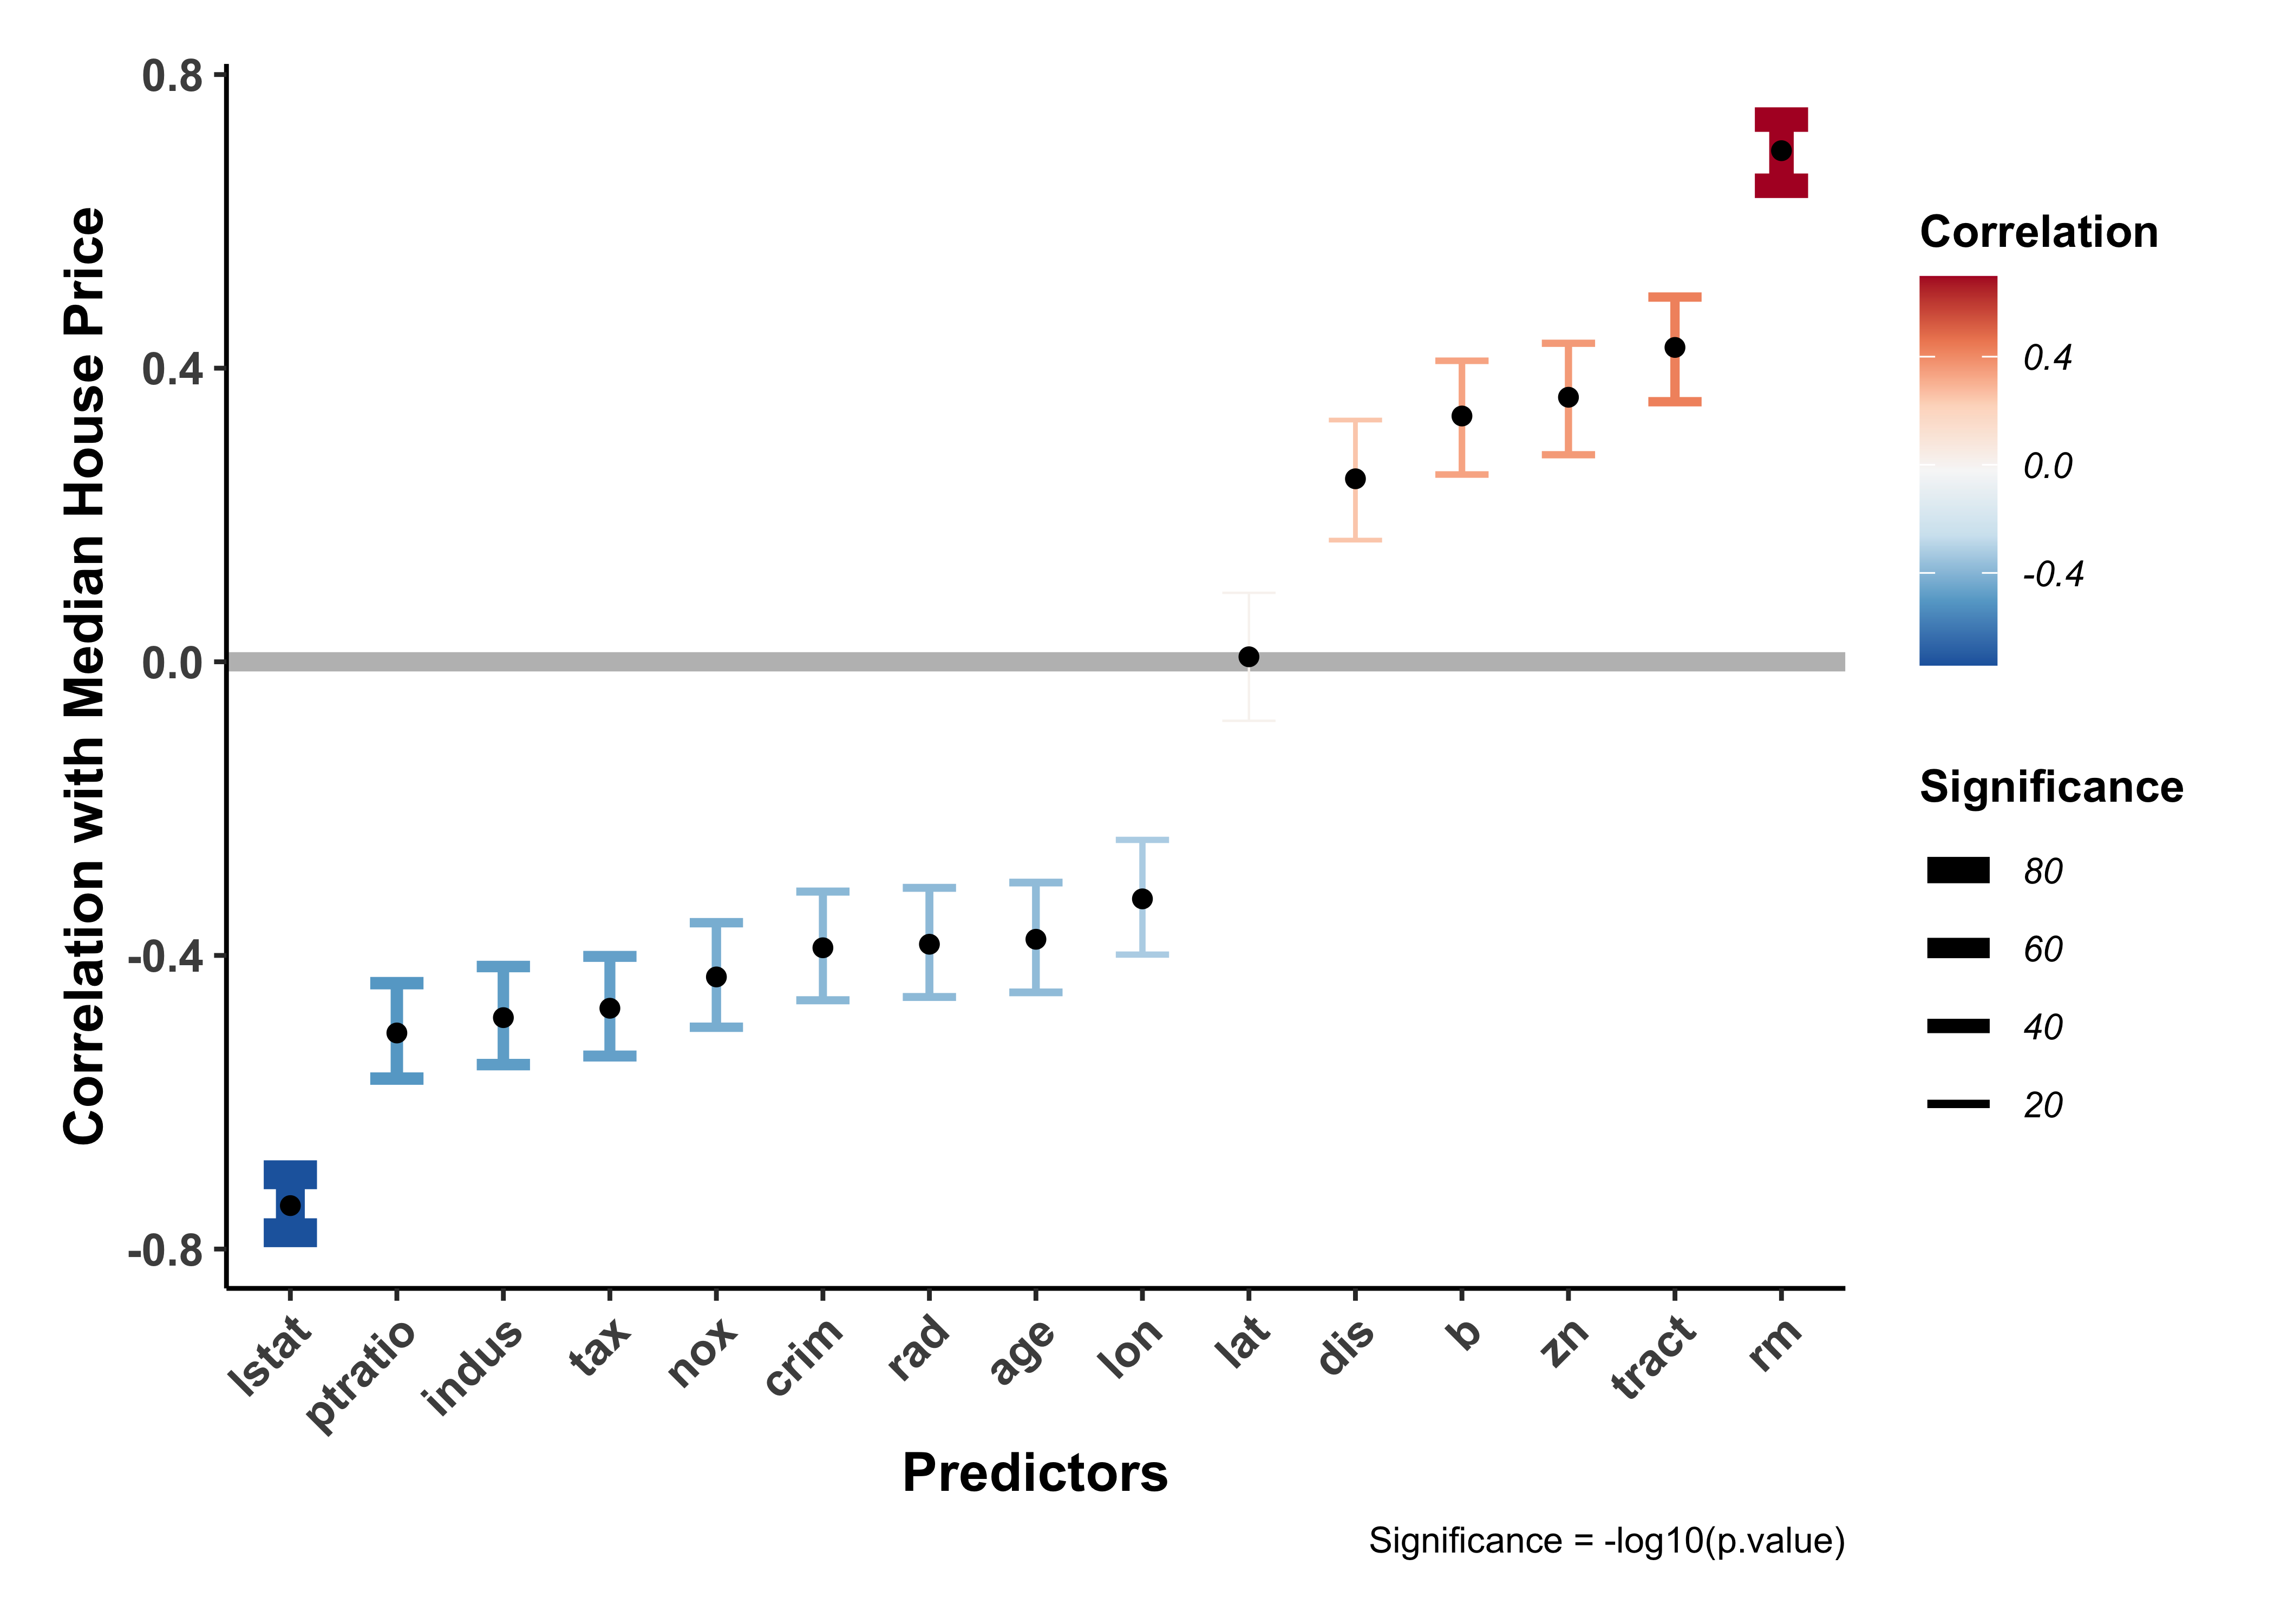 Correlation with Median House Price
0.8
0.4
0.0
-0.4
-0.8
lstat
ptratio
indus
tax
nox
crim
rad
age
lon
lat
dis
b
zn
tract
rm
Predictors
Correlation
0.4
0.0
-0.4
Significance
80
60
40
20
Significance = -log10(p.value)